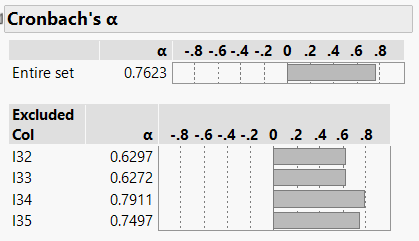 Cronbach's α
α -.8 -.6 -.4 -.2 0 .2 .4 .6 .8
Entire set 0.7623
Excluded
Col α -.8 -.6 -.4 -.2 0 .2 .4 .6 .8
I32 0.6297
I33 0.6272
I34 0.7911
I35 0.7497